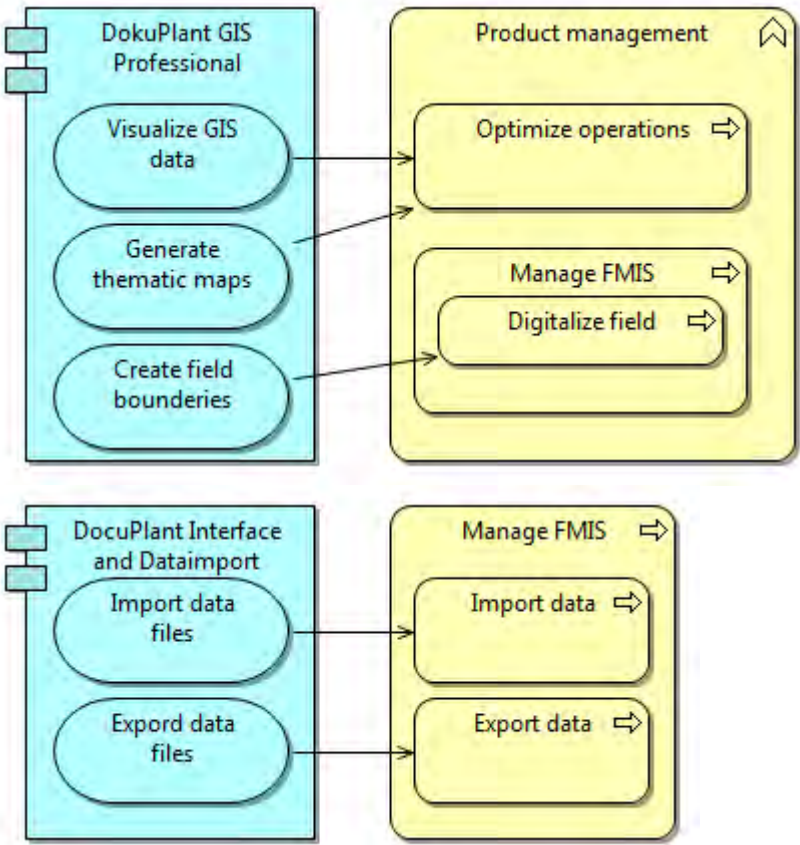 DokuPlant GIS
Professional
Visualize GIS
data
Generate
thematic maps
Create field
bounderies
Product management
Optimize operations
Manage FMIS
Digitalize field
DocuPlant Interface
and Dataimport
Import data
files
Expord data
files
Manage FMIS
Import data
Export data